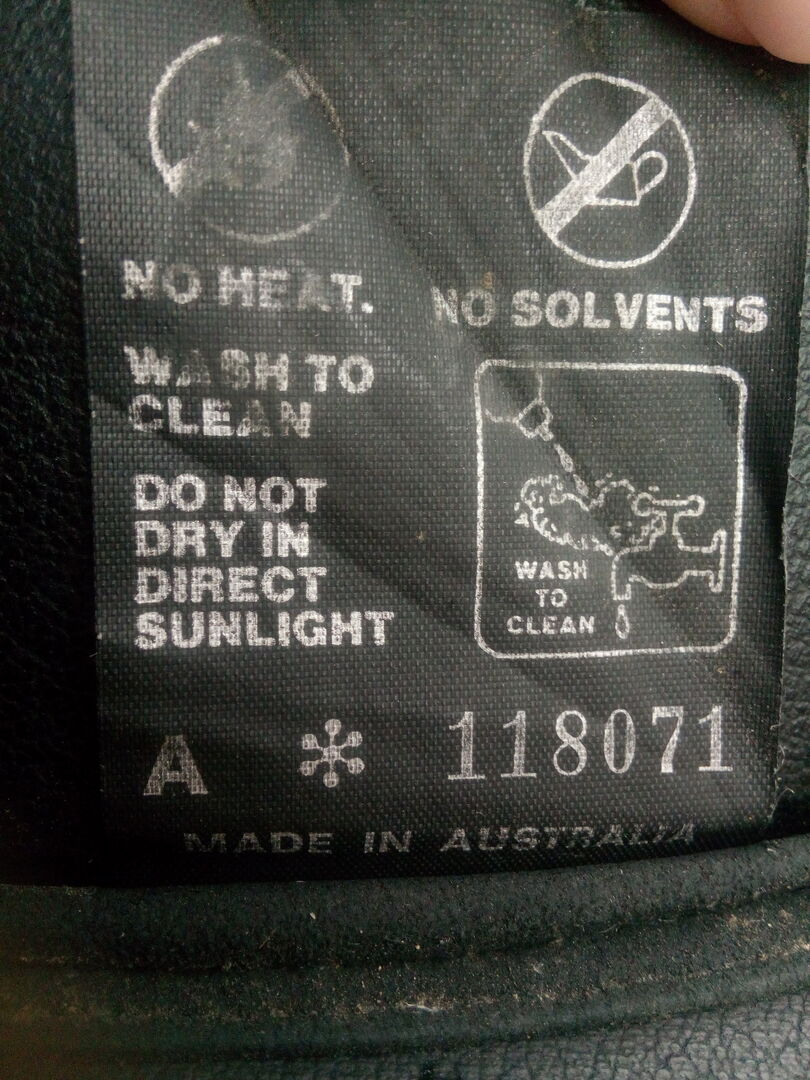 NO HEAT.
NO SOLVENTS
WASH TO
CLEAN
DO NOT
DRY IN
DIRECT
SUNLIGHT
WASH
TO
CLEAN
A * 118071
MADE IN AUSTRALIA